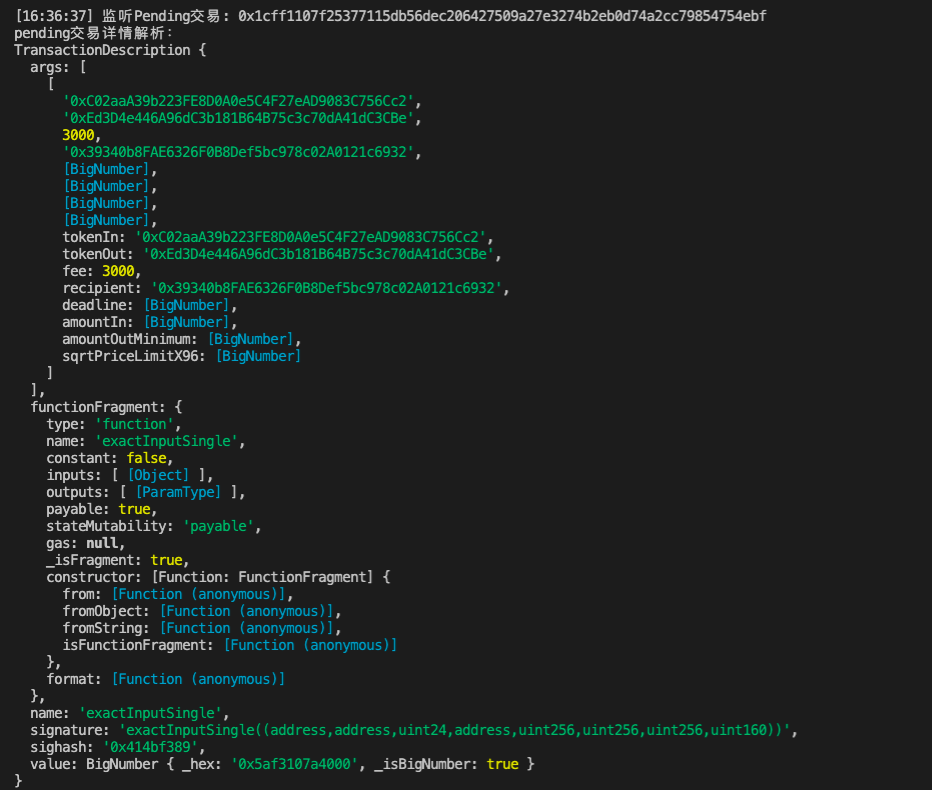 [16:36:37] 监听Pending交易: 0x1cff1107f25377115db56dec206427509a27e3274b2eb0d74a2cc79854754ebf
pending交易详情解析:
TransactionDescription {
  args: [
    [
      '0xC02aaA39b223FE8D0A0e5C4F27eAD9083C756Cc2',
      '0xEd3D4e446A96dC3b181B64B75c3c70dA41dC3CBe',
      3000,
      '0x39340b8FAE6326F0B8Def5bc978c02A0121c6932',
      [BigNumber],
      [BigNumber],
      [BigNumber],
      [BigNumber],
      tokenIn: '0xC02aaA39b223FE8D0A0e5C4F27eAD9083C756Cc2',
      tokenOut: '0xEd3D4e446A96dC3b181B64B75c3c70dA41dC3CBe',
      fee: 3000,
      recipient: '0x39340b8FAE6326F0B8Def5bc978c02A0121c6932',
      deadline: [BigNumber],
      amountIn: [BigNumber],
      amountOutMinimum: [BigNumber],
      sqrtPriceLimitX96: [BigNumber]
    ]
  ],
  functionFragment: {
    type: 'function',
    name: 'exactInputSingle',
    constant: false,
    inputs: [ [Object] ],
    outputs: [ [ParamType] ],
    payable: true,
    stateMutability: 'payable',
    gas: null,
    _isFragment: true,
    constructor: [Function: FunctionFragment] {
      from: [Function (anonymous)],
      fromObject: [Function (anonymous)],
      fromString: [Function (anonymous)],
      isFunctionFragment: [Function (anonymous)]
    },
    format: [Function (anonymous)]
  },
  name: 'exactInputSingle',
  signature: 'exactInputSingle((address,address,uint24,address,uint256,uint256,uint256,uint160))',
  sighash: '0x414bf389',
  value: BigNumber { _hex: '0x5af3107a4000', _isBigNumber: true }
}